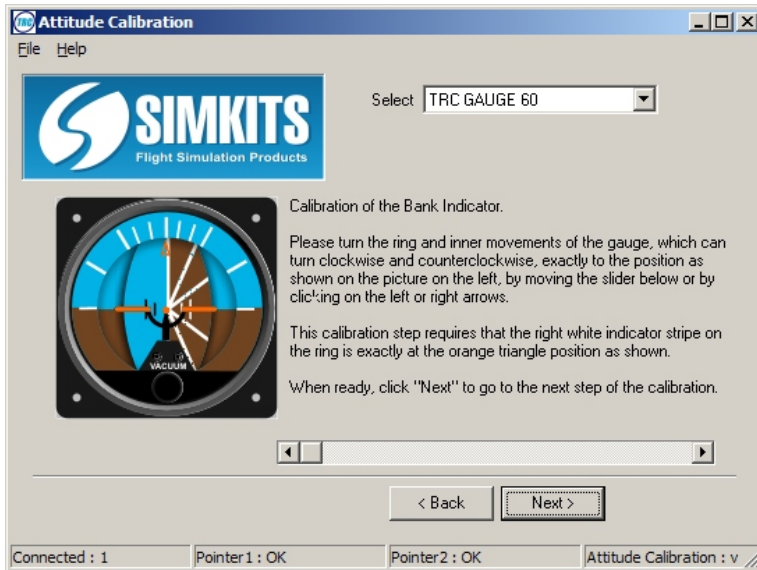 TRC Attitude Calibration
File Help
SIMKITS
Flight Simulation Products
Select TRC GAUGE 60
VACUUM
Calibration of the Bank Indicator.
Please turn the ring and inner movements of the gauge, which can
turn clockwise and counterclockwise, exactly to the position as
shown on the picture on the left, by moving the slider below or by
clicking on the left or right arrows.
This calibration step requires that the right white indicator stripe on
the ring is exactly at the orange triangle position as shown.
When ready, click "Next" to go to the next step of the calibration.
< Back Next >
Connected : 1 Pointer1 : OK Pointer2 : OK Attitude Calibration : v